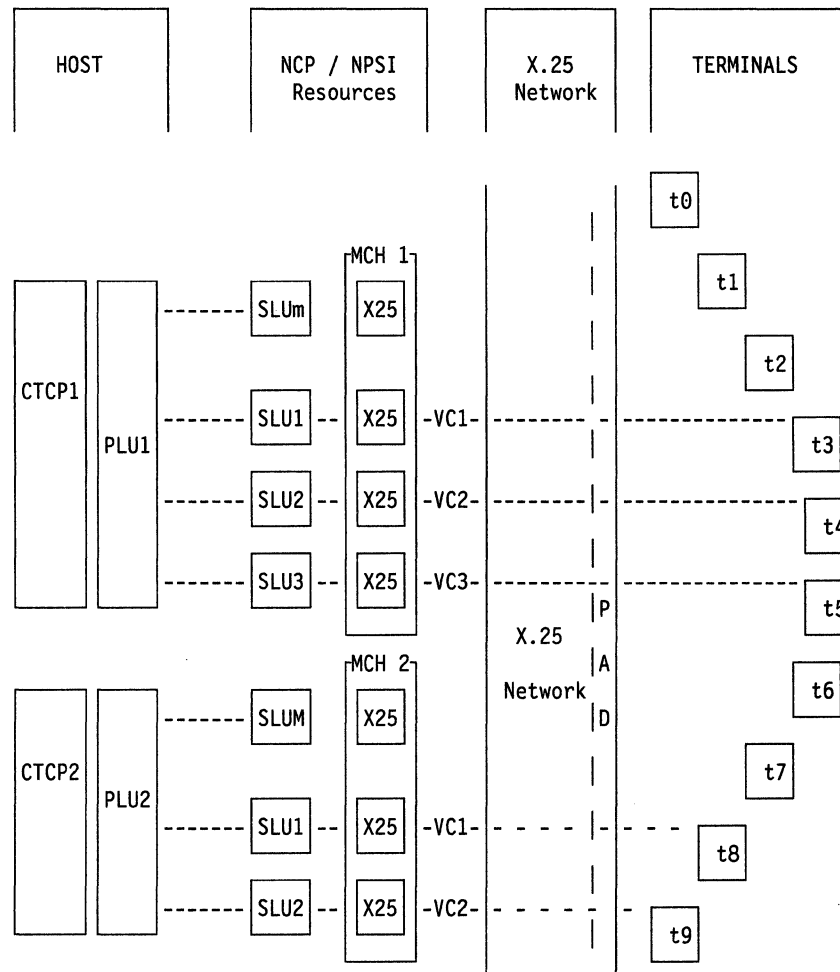 HOST NCP / NPSI X.25 TERMINALS
Resources Network
t0
MCH 1 t1
SLUm X25
t2
CTCP1 SLU1 X25 VC1
PLU1 t3
SLU2 X25 VC2
t4
SLU3 X25 VC3
P t5
X.25
MCH 2 A
Network t6
SLUM X25 D
CTCP2 t7
PLU2
SLU1 X25 VC1
t8
SLU2 X25 VC2
t9